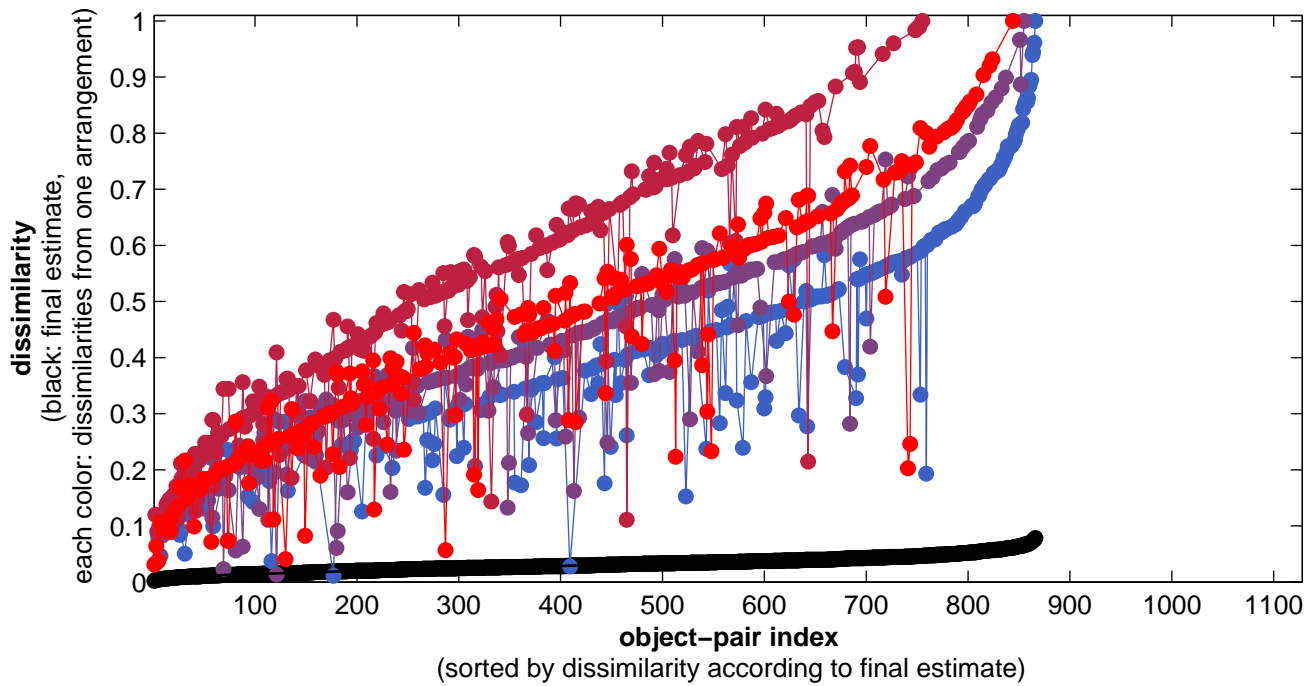 dissimilarity
(black: final estimate,
each color: dissimilarities from one arrangement)
1
0.9
0.8
0.7
0.6
0.5
0.4
0.3
0.2
0.1
0
100 200 300 400 500 600 700 800 900 1000 1100
object−pair index
(sorted by dissimilarity according to final estimate)